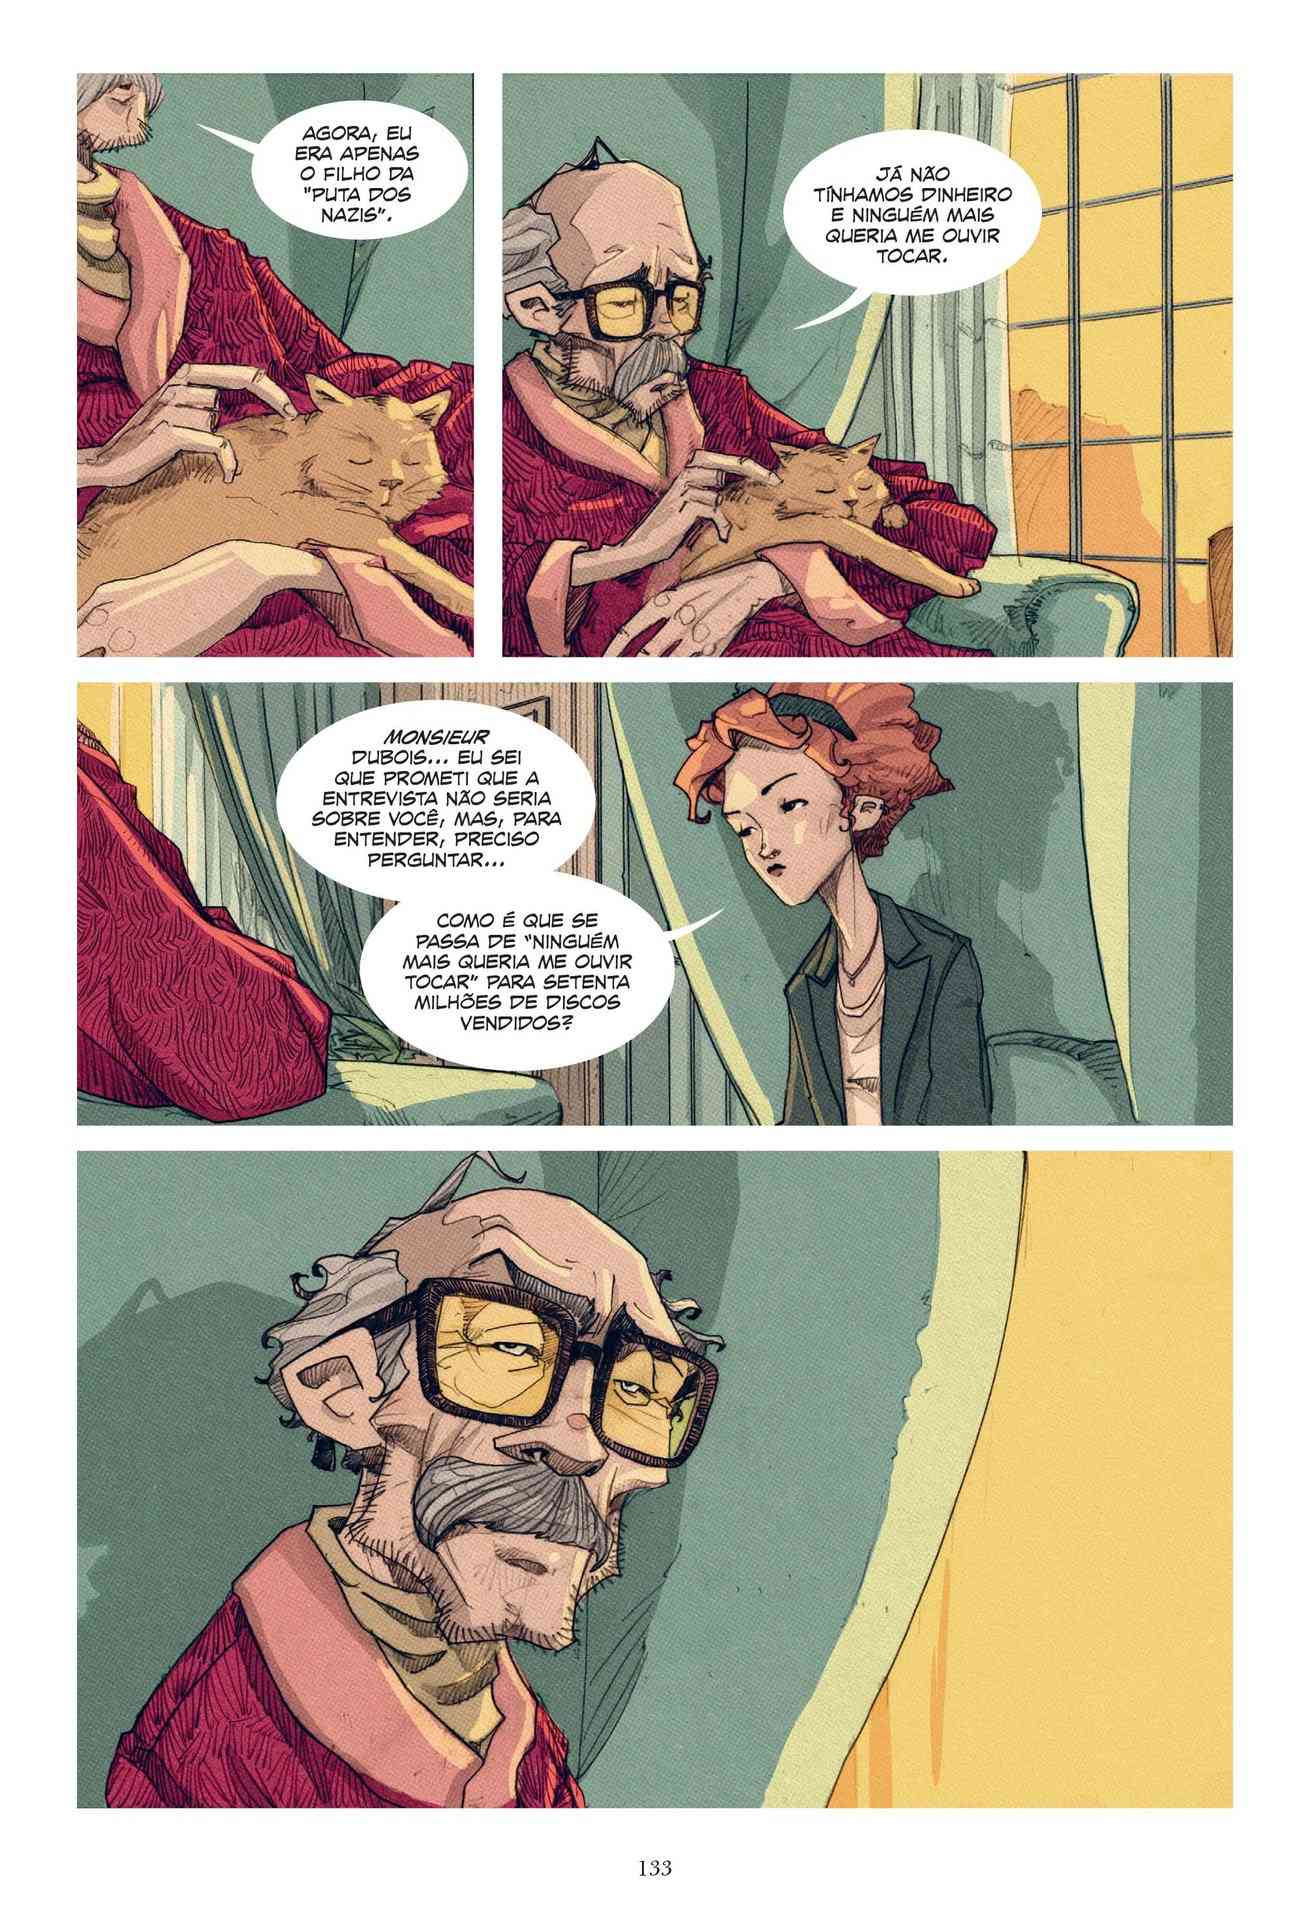 AGORA, EU
ERA APENAS
O FILHO DA
"PUTA DOS
NAZIS".
JÁ NÃO
TÍNHAMOS DINHEIRO
E NINGUÉM MAIS
QUERIA ME OUVIR
TOCAR.
MONSIEUR
DUBOIS... EU SEI
QUE PROMETI QUE A
ENTREVISTA NÃO SERIA
SOBRE VOCÊ, MAS, PARA
ENTENDER, PRECISO
PERGUNTAR...
COMO É QUE SE
PASSA DE "NINGUÉM
MAIS QUERIA ME OUVIR
TOCAR" PARA SETENTA
MILHÕES DE DISCOS
VENDIDOS?
133